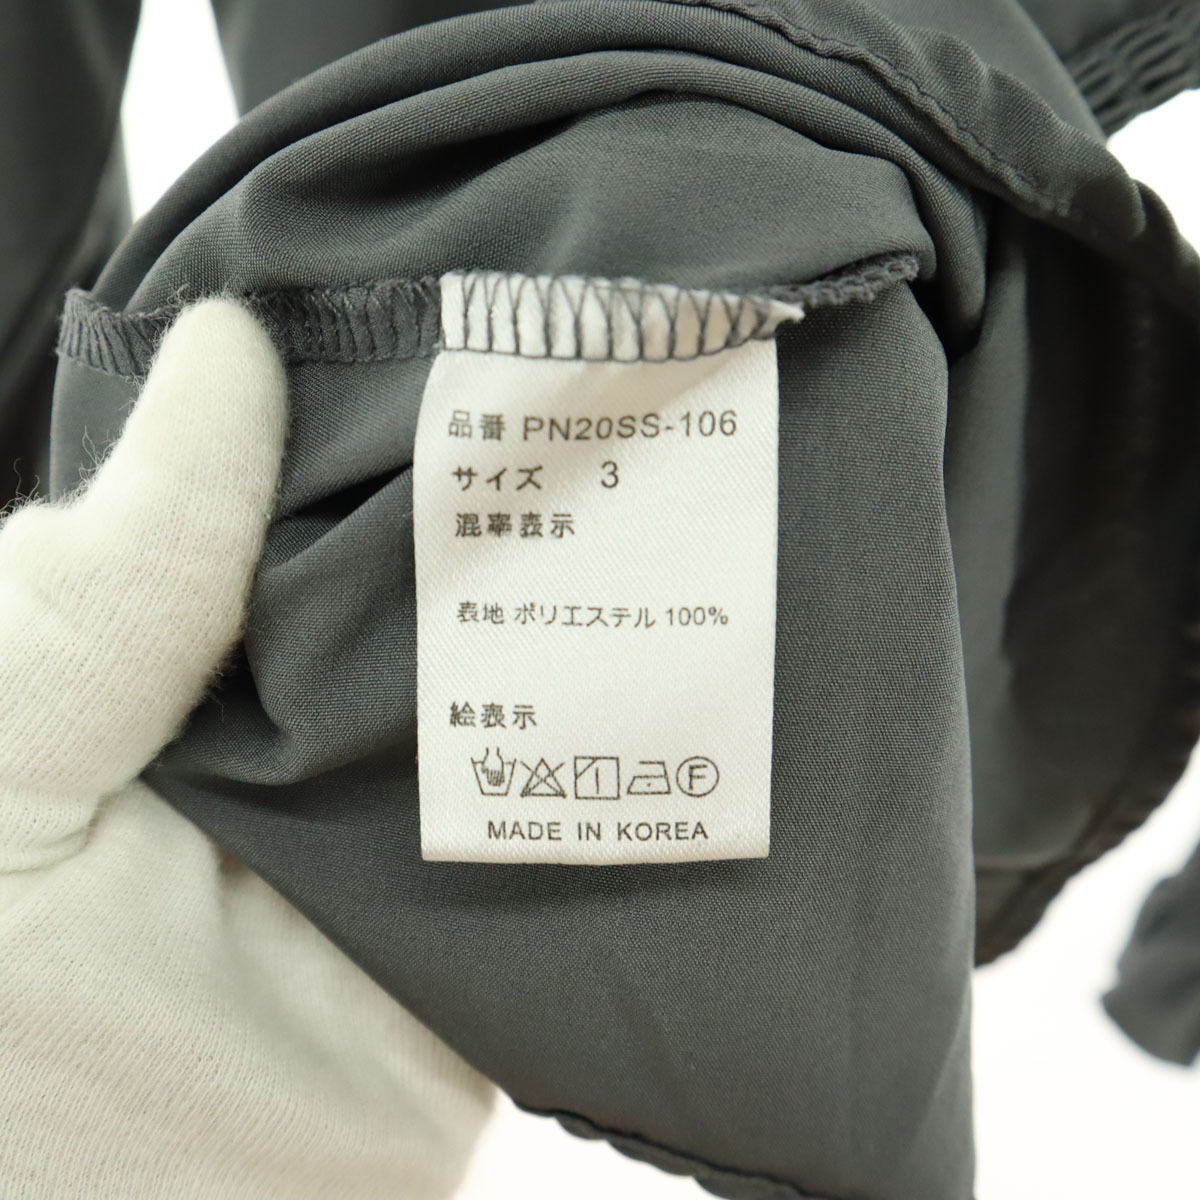 品番 PN20SS-106
サイズ 3
混率表示
表地 ポリエステル 100%
絵表示
F
MADE IN KOREA